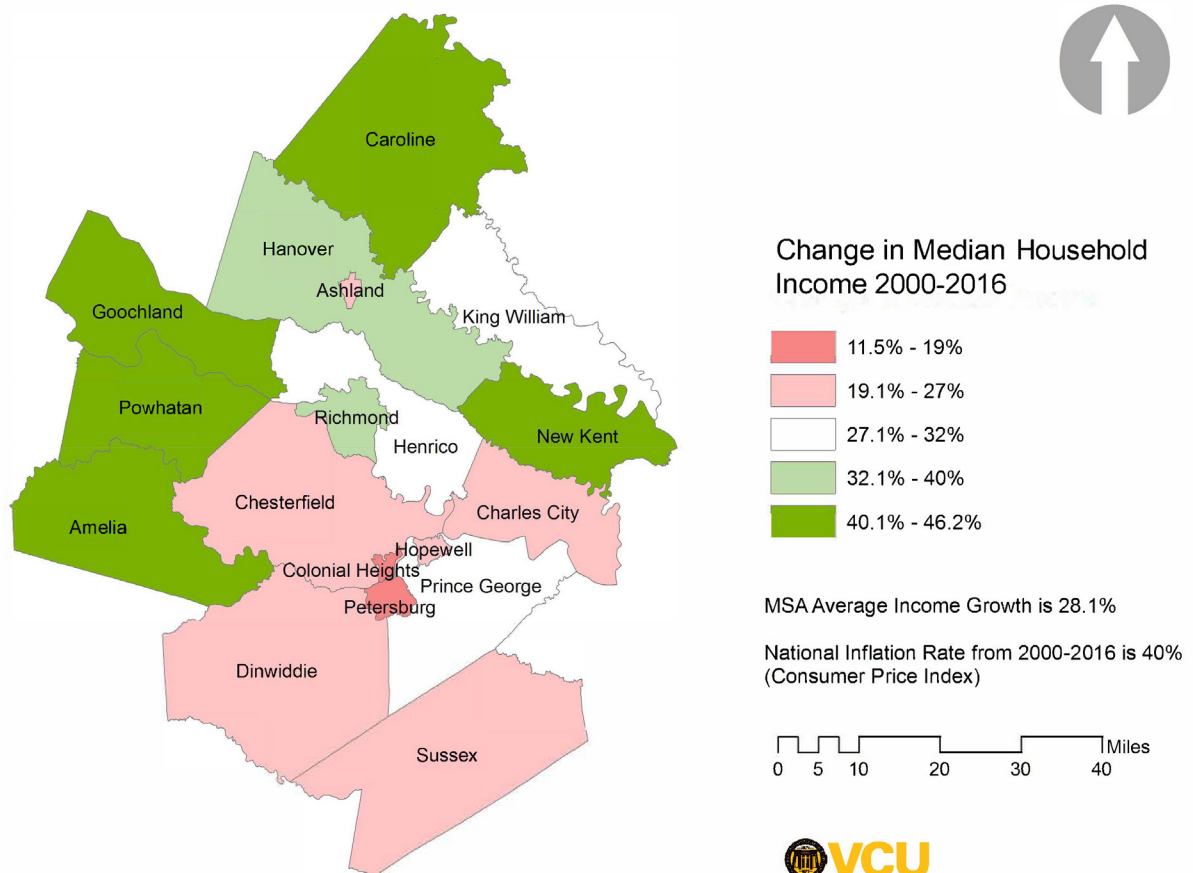 Caroline
Hanover
Ashland
King William
Goochland
Powhatan
Richmond
Henrico
New Kent
Chesterfield
Charles City
Amelia
Hopewell
Colonial Heights
Prince George
Petersburg
Dinwiddie
Sussex
Change in Median Household
Income 2000-2016
11.5% - 19%
19.1% - 27%
27.1% - 32%
32.1% - 40%
40.1% - 46.2%
MSA Average Income Growth is 28.1%
National Inflation Rate from 2000-2016 is 40%
(Consumer Price Index)
Miles
0 5 10 20 30 40
VCU